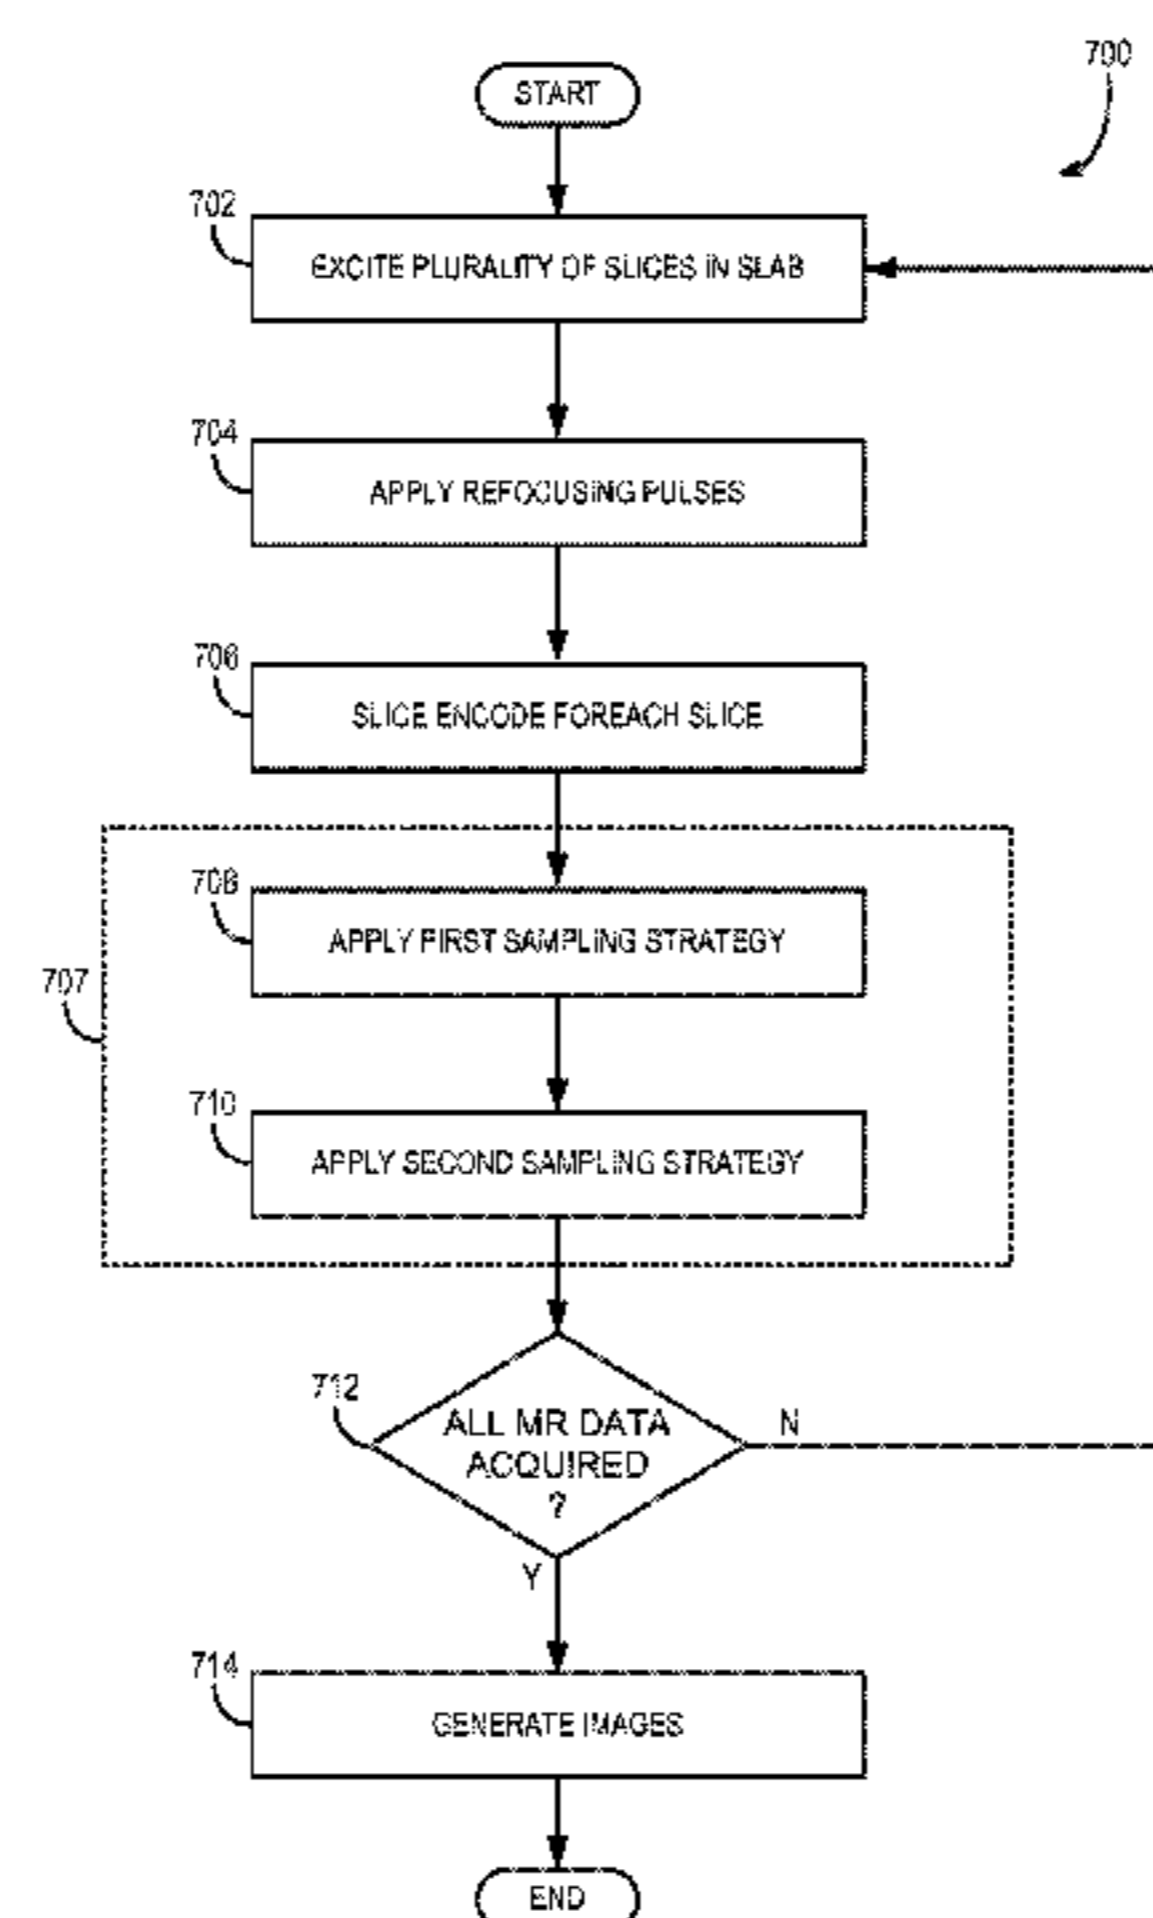 700
START
702
EXCITE PLURALITY OF SLICES IN SLAB
704
APPLY REFOCUSING PULSES
706
SLICE ENCODE FOREACH SLICE
708
APPLY FIRST SAMPLING STRATEGY
707
710
APPLY SECOND SAMPLING STRATEGY
712
ALL MR DATA
ACQUIRED
?
N
Y
714
GENERATE IMAGES
END